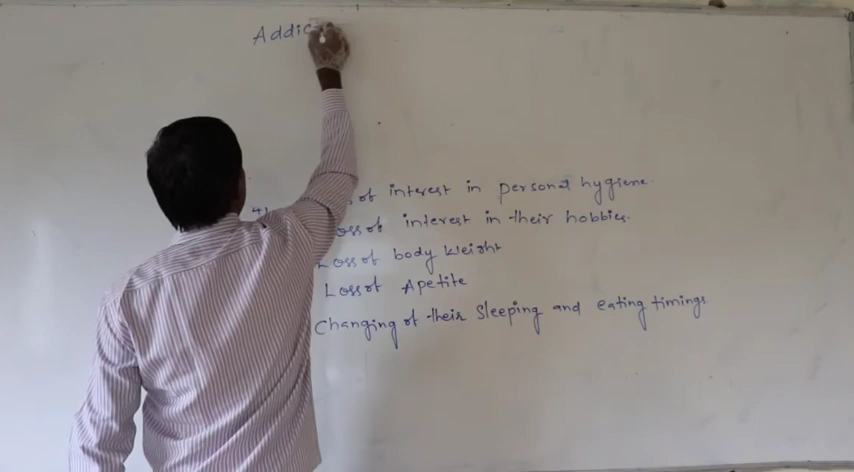 Addic
of interest in personal hygiene.
Loss of interest in their hobbies.
Loss of body weight
Loss of Apetite
Changing of their Sleeping and eating timings.